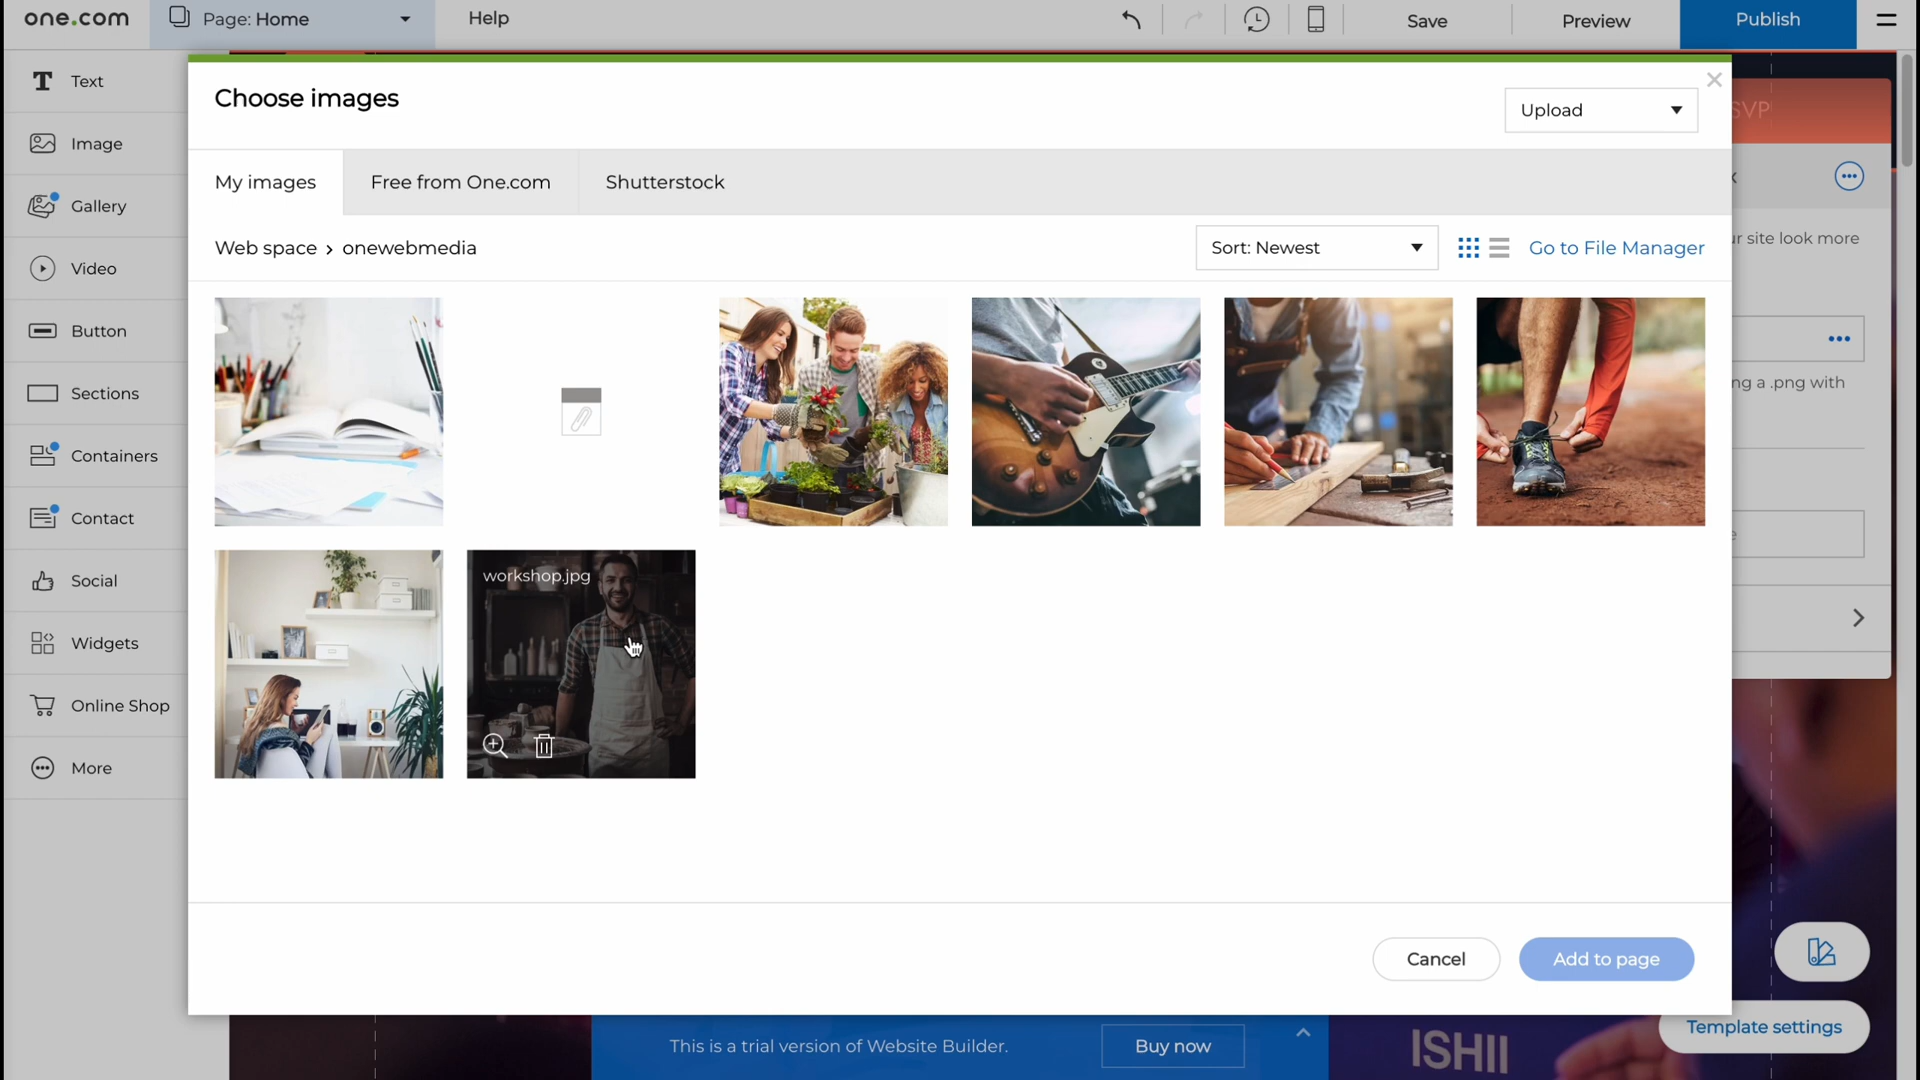 one.com
Page: Home
Help
Save
Preview
Publish
Text
Image
Gallery
Video
Button
Sections
Containers
Contact
Social
Widgets
Online Shop
More
Choose images
Upload
My images
Free from One.com
Shutterstock
Web space › onewebmedia
Sort: Newest
Go to File Manager
workshop.jpg
Cancel
Add to page
SVP
r site look more
ng a .png with
This is a trial version of Website Builder.
Buy now
Template settings
ISHII